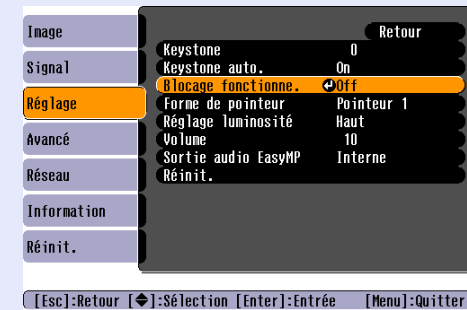 Image
Signal
Réglage
Avancé
Réseau
Information
Réinit.
Retour
Keystone 0
Keystone auto. On
Blocage fonctionne. Off
Forme de pointeur Pointeur 1
Réglage luminosité Haut
Volume 10
Sortie audio EasyMP Interne
Réinit.
[Esc]:Retour [◆]:Sélection [Enter]:Entrée [Menu]:Quitter